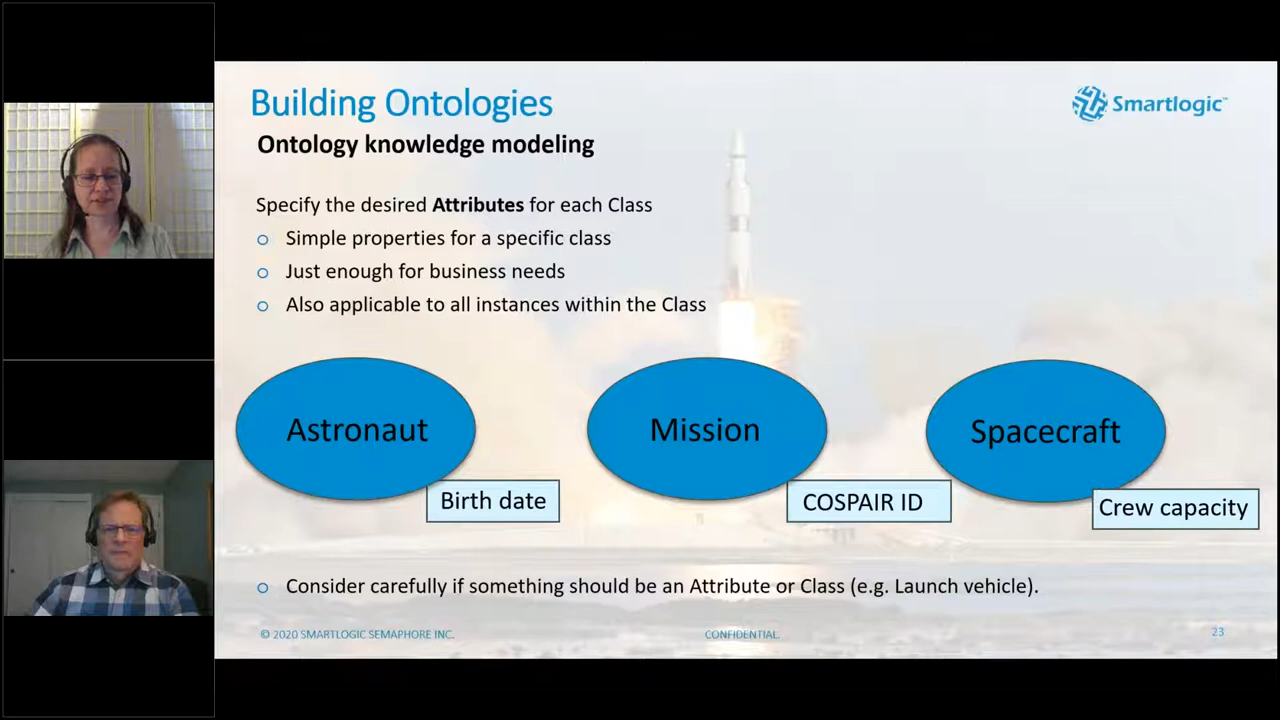 Building Ontologies
Smartlogic™
Ontology knowledge modeling
Specify the desired Attributes for each Class
o Simple properties for a specific class
o Just enough for business needs
o Also applicable to all instances within the Class
Astronaut
Mission
Spacecraft
Birth date
COSPAIR ID
Crew capacity
o Consider carefully if something should be an Attribute or Class (e.g. Launch vehicle).
© 2020 SMARTLOGIC SEMAPHORE INC.
CONFIDENTIAL.
23